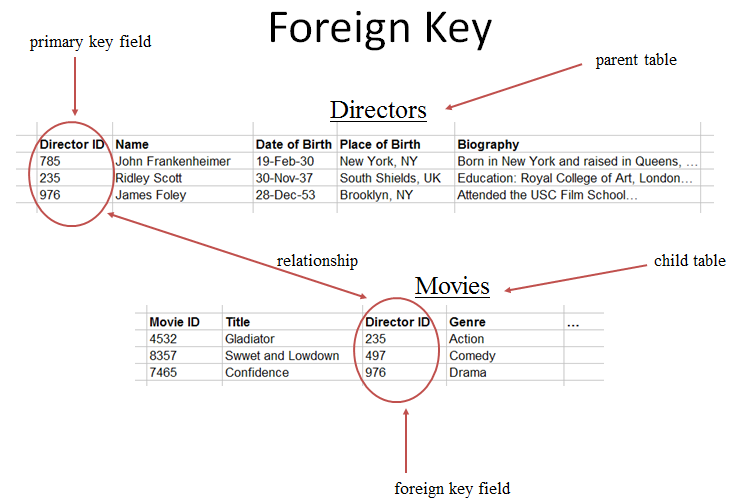 Foreign Key
primary key field
parent table
Directors
Director ID Name Date of Birth Place of Birth Biography
785 John Frankenheimer 19-Feb-30 New York, NY Born in New York and raised in Queens, ...
235 Ridley Scott 30-Nov-37 South Shields, UK Education: Royal College of Art, London...
976 James Foley 28-Dec-53 Brooklyn, NY Attended the USC Film School...
relationship
child table
Movies
Movie ID Title Director ID Genre ...
4532 Gladiator 235 Action
8357 Swwet and Lowdown 497 Comedy
7465 Confidence 976 Drama
foreign key field